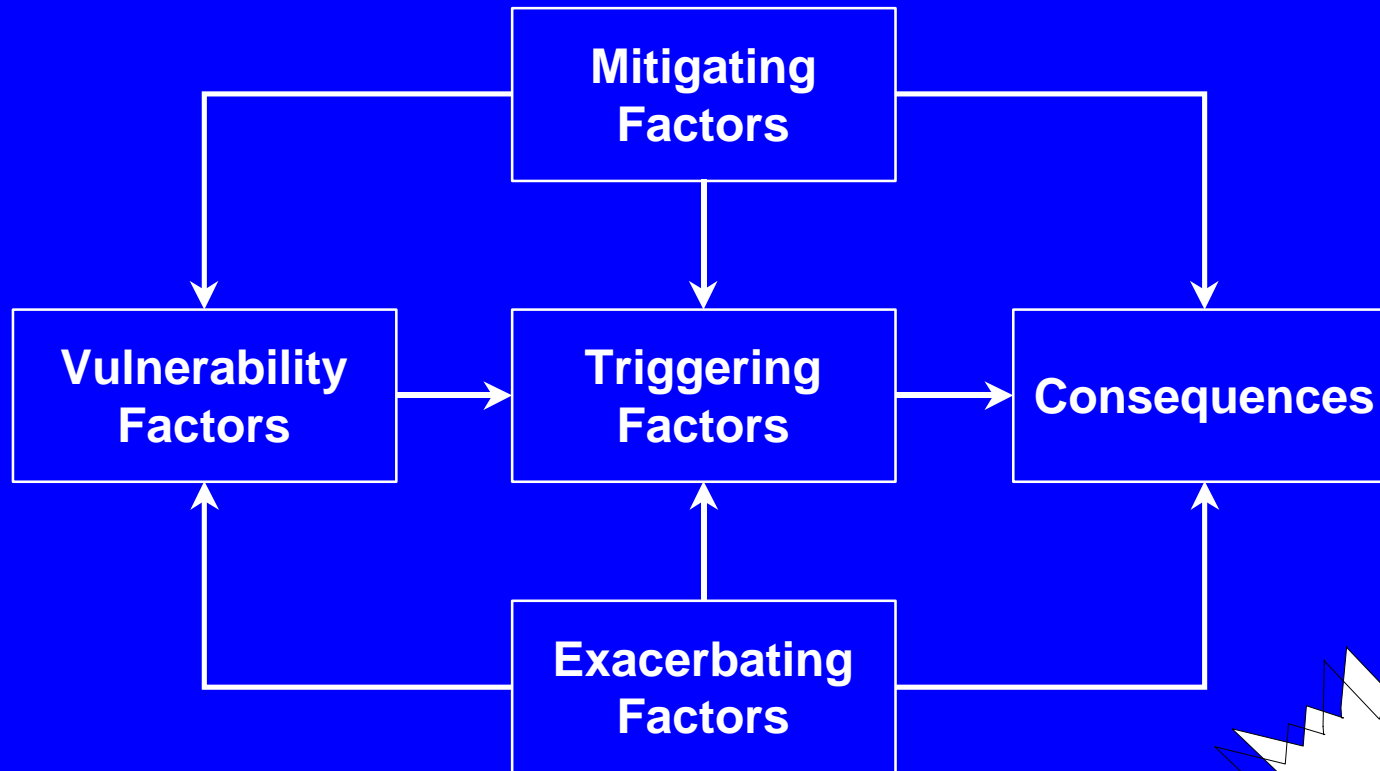 Mitigating
Factors
Vulnerability
Factors
Triggering
Factors
Consequences
Exacerbating
Factors